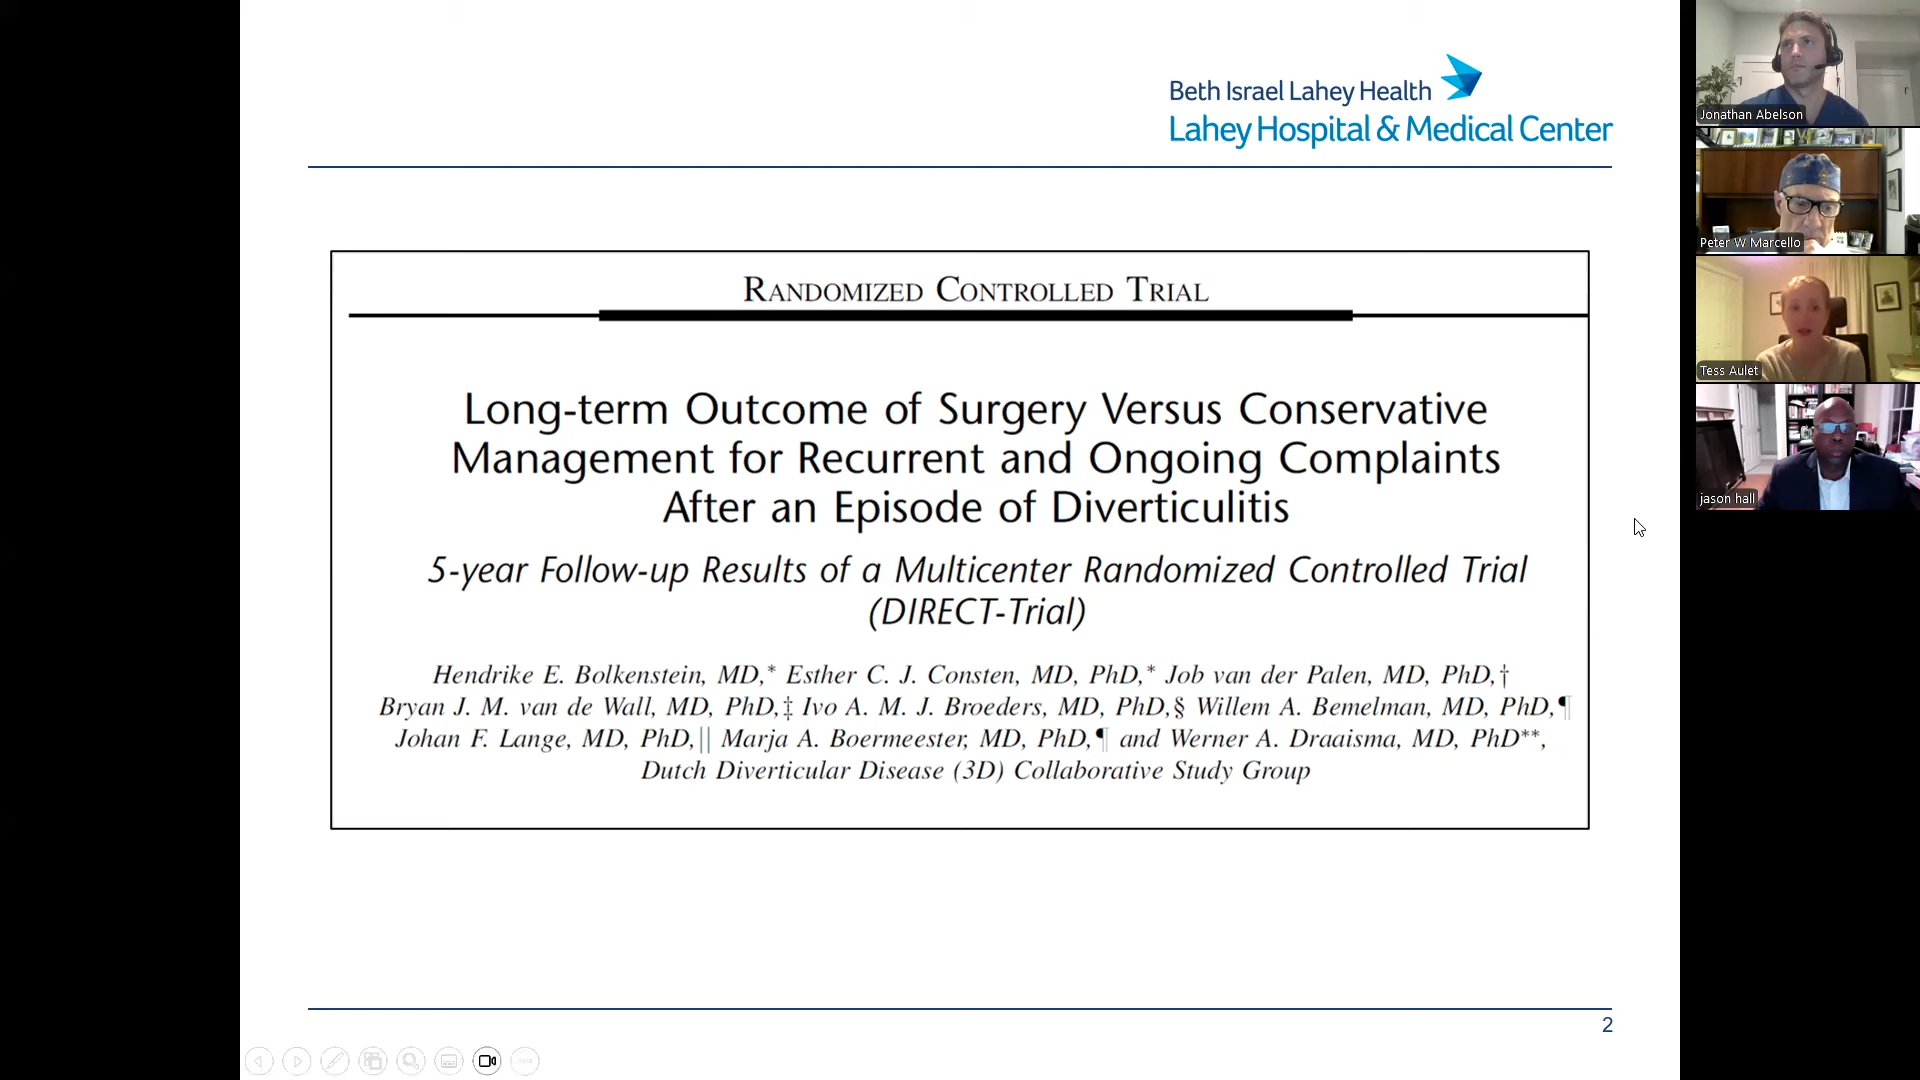 Beth Israel Lahey Health
Lahey Hospital & Medical Center
RANDOMIZED CONTROLLED TRIAL
Long-term Outcome of Surgery Versus Conservative
Management for Recurrent and Ongoing Complaints
After an Episode of Diverticulitis
5-year Follow-up Results of a Multicenter Randomized Controlled Trial
(DIRECT-Trial)
Hendrike E. Bolkenstein, MD,* Esther C. J. Consten, MD, PhD,* Job van der Palen, MD, PhD,†
Bryan J. M. van de Wall, MD, PhD,‡ Ivo A. M. J. Broeders, MD, PhD,§ Willem A. Bemelman, MD, PhD,¶
Johan F. Lange, MD, PhD,|| Marja A. Boermeester, MD, PhD,¶ and Werner A. Draaisma, MD, PhD**,
Dutch Diverticular Disease (3D) Collaborative Study Group
2
Jonathan Abelson
Peter W Marcello
Tess Aulet
jason hall